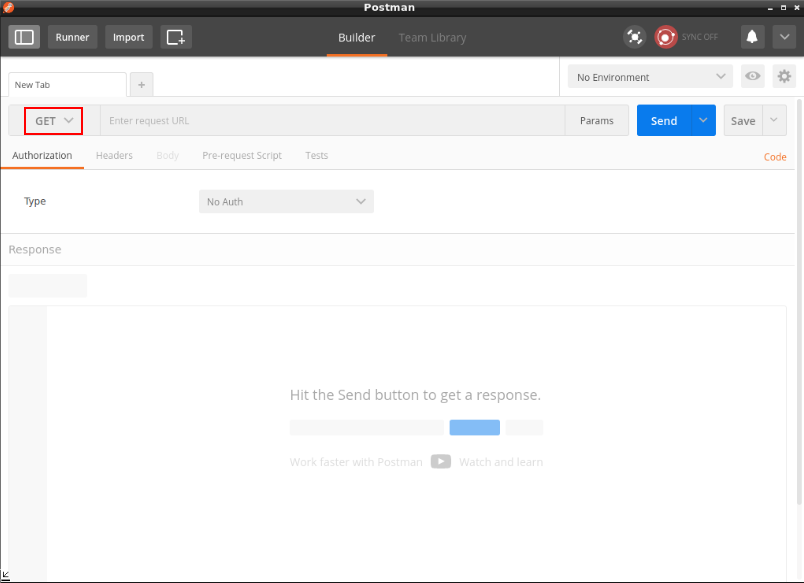 Postman
Runner Import Builder Team Library SYNC OFF
New Tab + No Environment
GET Enter request URL Params Send Save
Authorization Headers Body Pre-request Script Tests Code
Type No Auth
Response
Hit the Send button to get a response.
Work faster with Postman Watch and learn